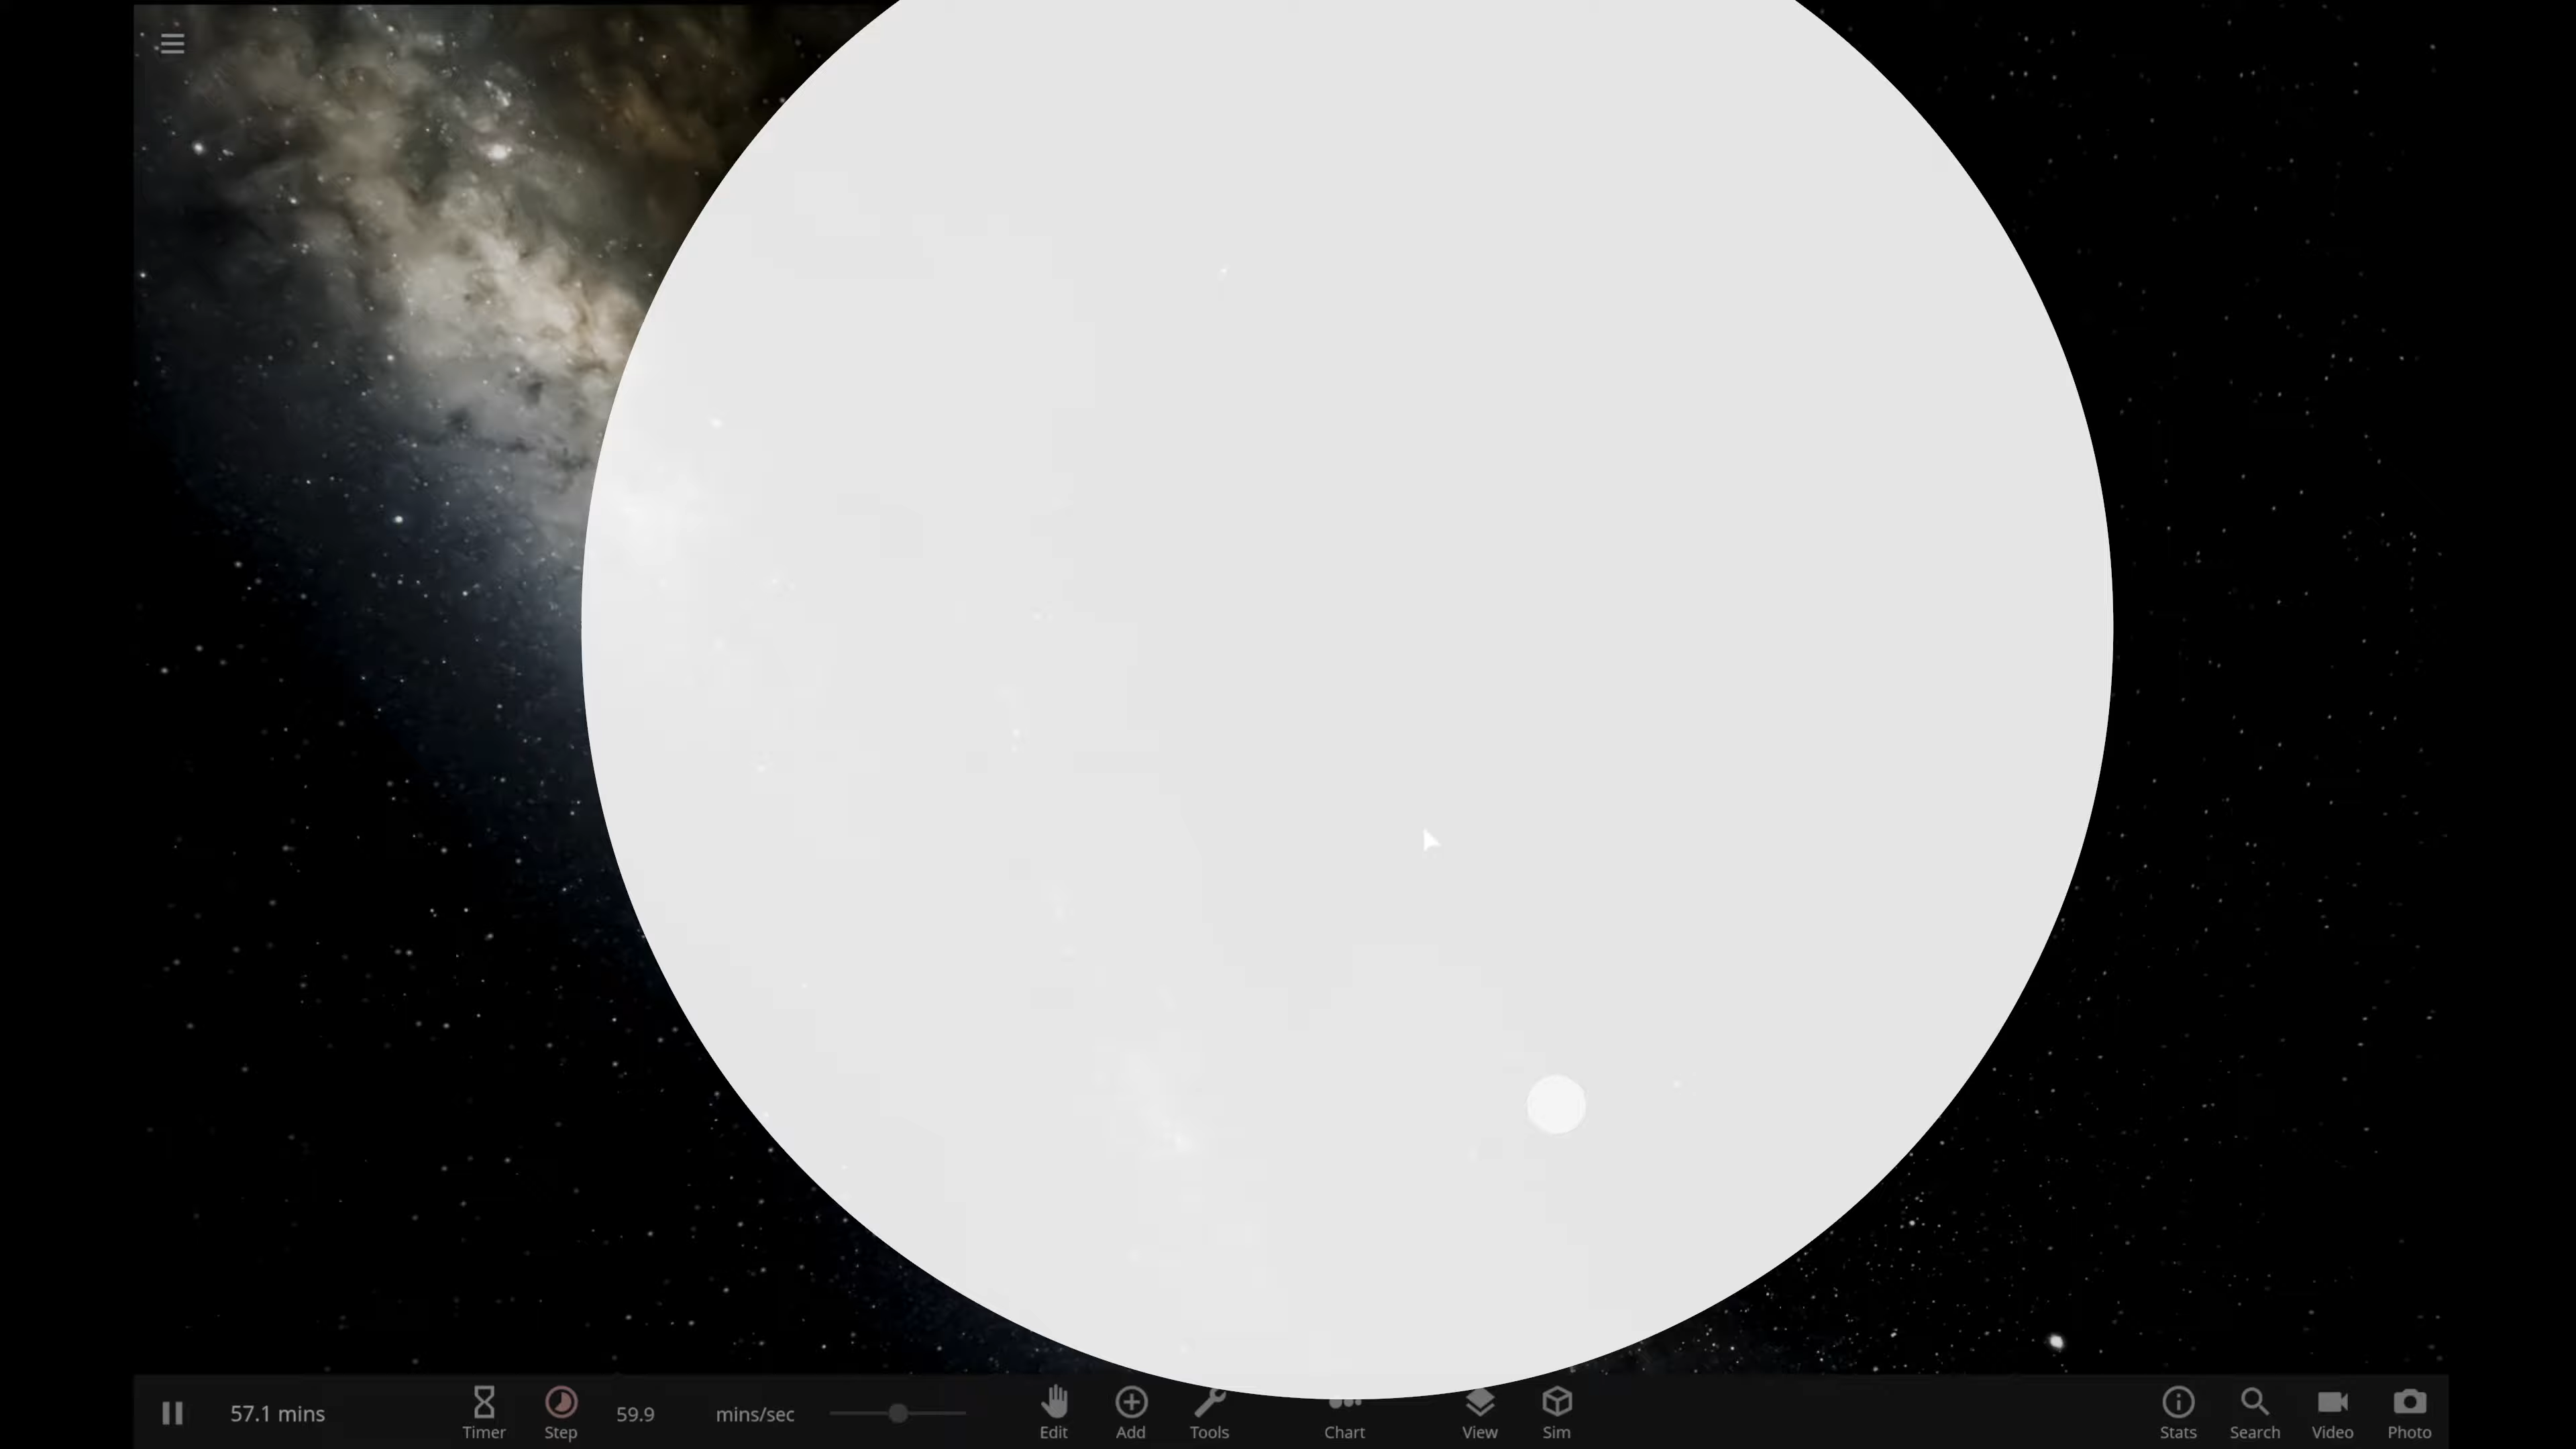 57.1 mins
Timer
Step
59.9 mins/sec
Edit
Add
Tools
Chart
View
Sim
Stats
Search
Video
Photo